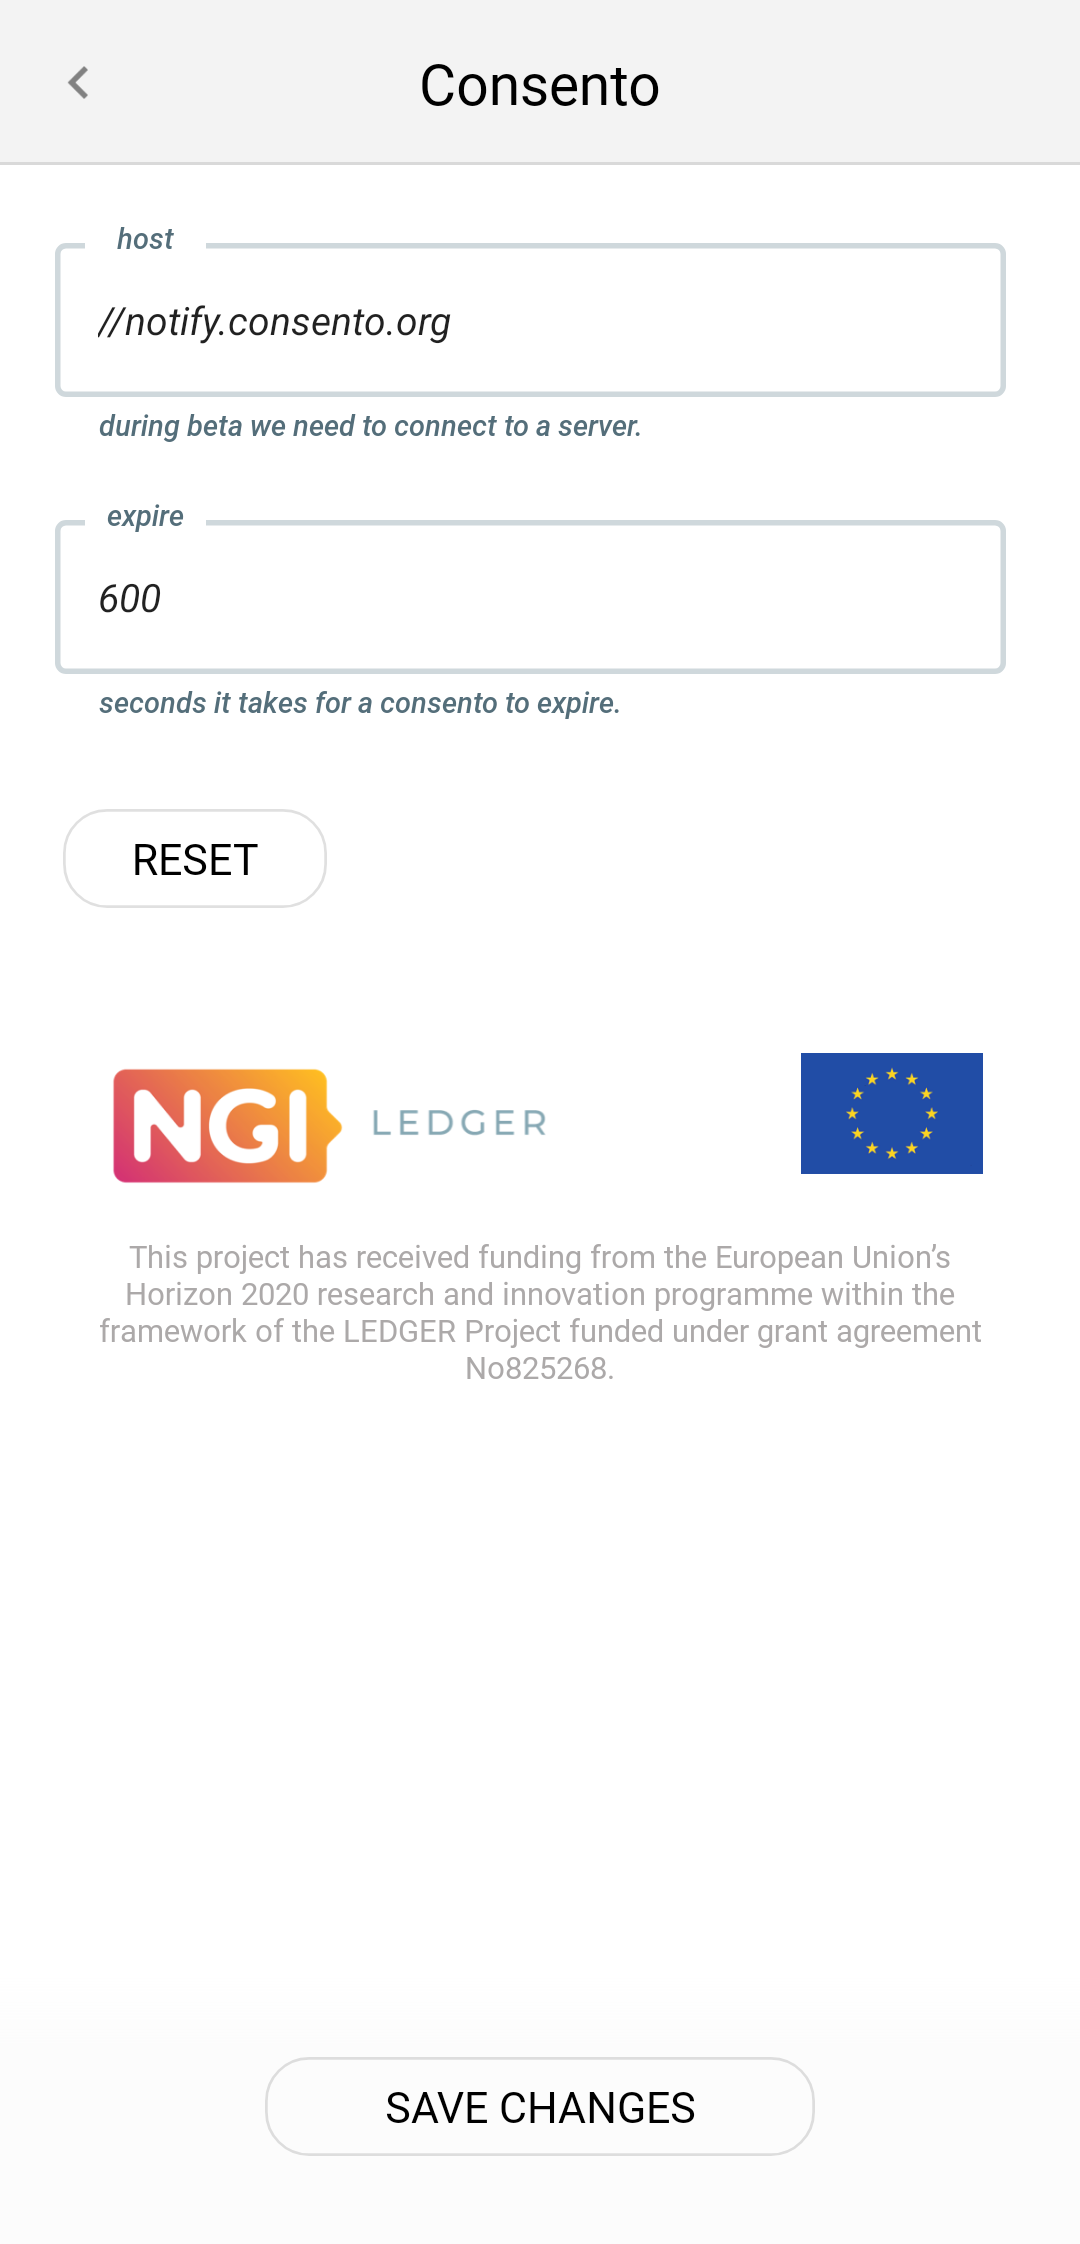 Consento
host
//notify.consento.org
during beta we need to connect to a server.
expire
600
seconds it takes for a consento to expire.
RESET
NGI LEDGER
This project has received funding from the European Union’s
Horizon 2020 research and innovation programme within the
framework of the LEDGER Project funded under grant agreement
No825268.
SAVE CHANGES